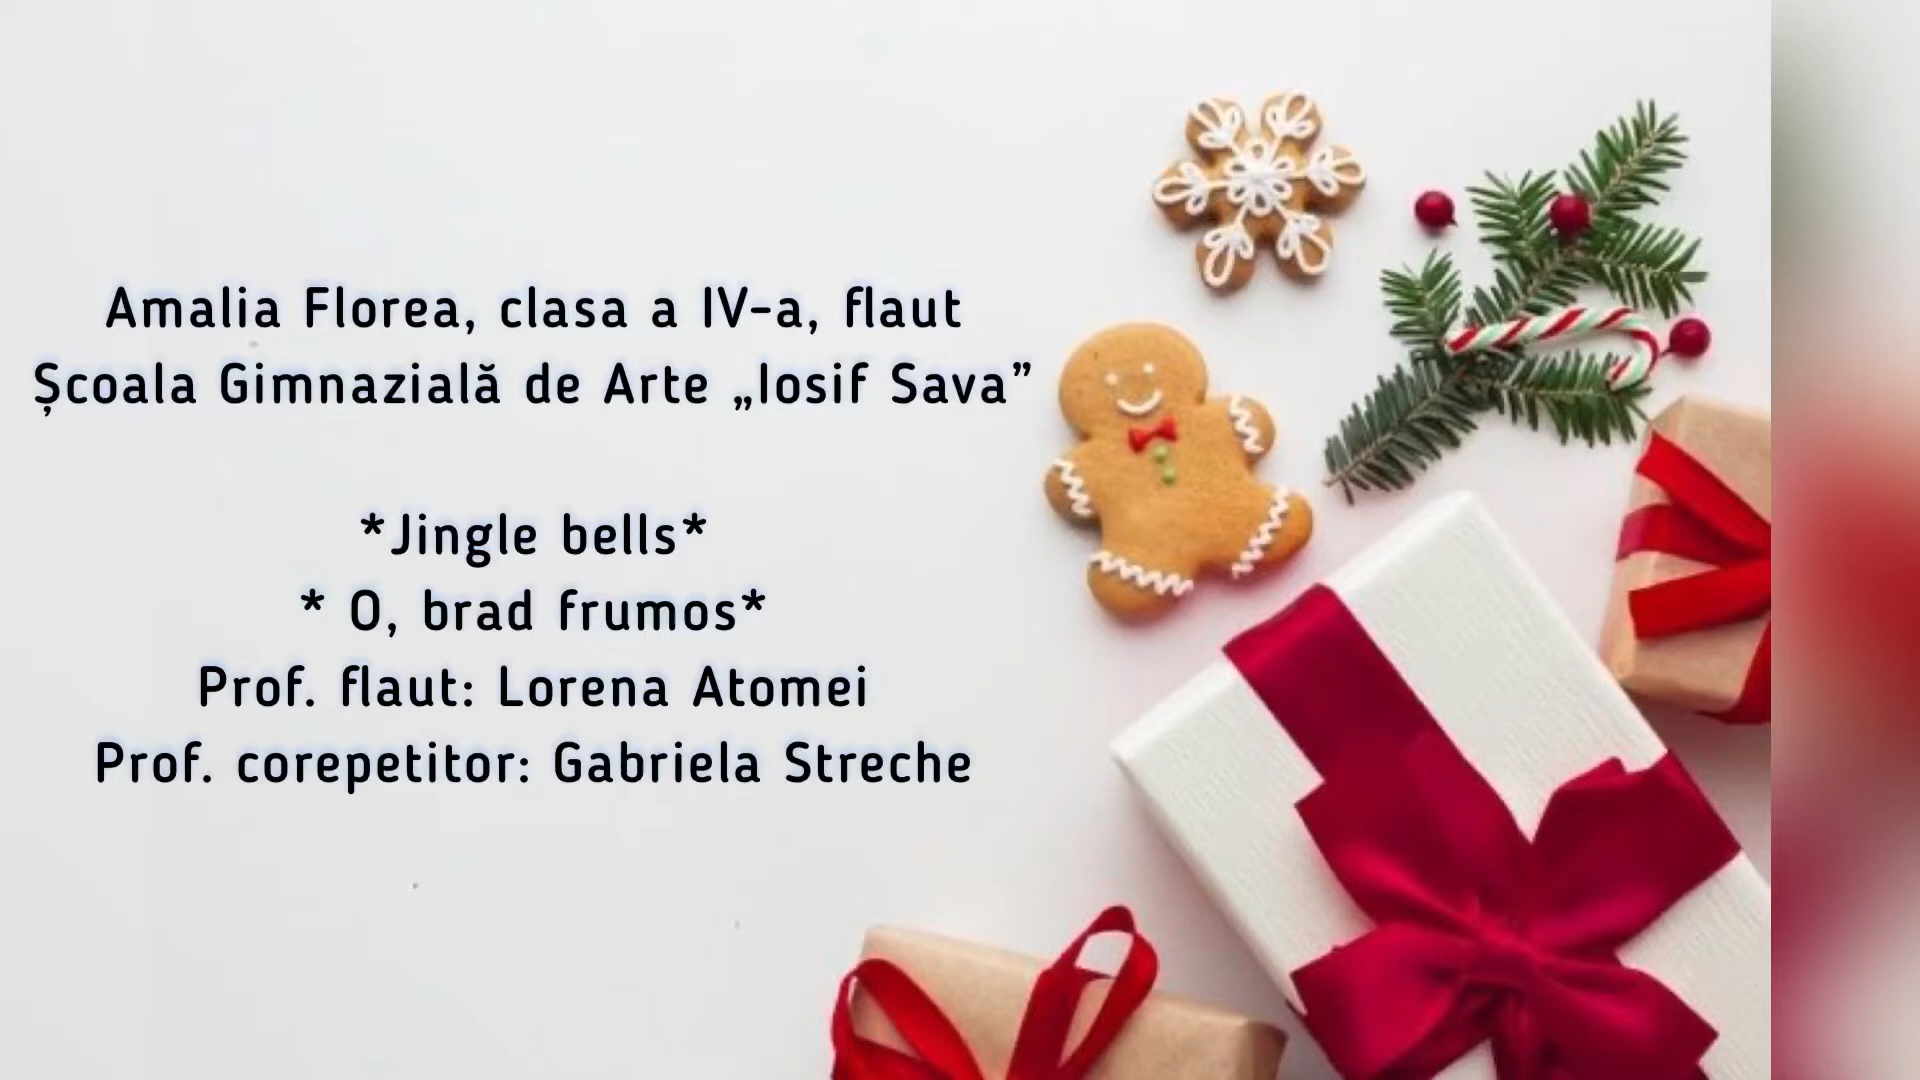 Amalia Florea, clasa a IV-a, flaut
Școala Gimnazială de Arte „Iosif Sava”
*Jingle bells*
* O, brad frumos*
Prof. flaut: Lorena Atomei
Prof. corepetitor: Gabriela Streche